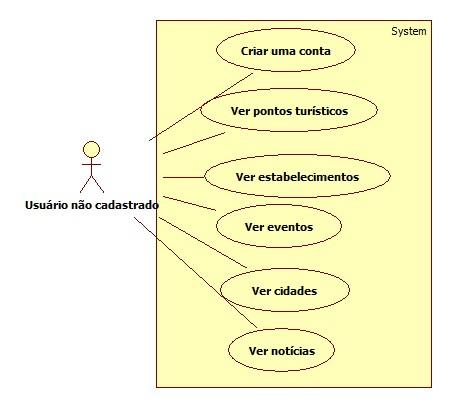 System
Criar uma conta
Ver pontos turísticos
Ver estabelecimentos
Usuário não cadastrado
Ver eventos
Ver cidades
Ver notícias